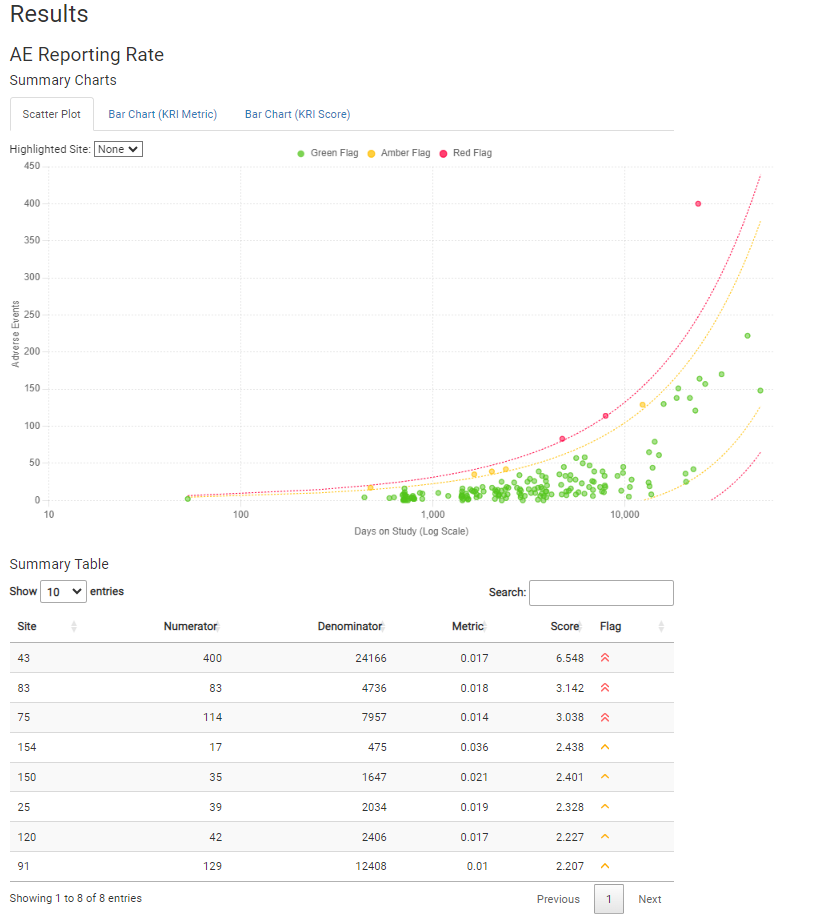 Results
AE Reporting Rate
Summary Charts
Scatter Plot Bar Chart (KRI Metric) Bar Chart (KRI Score)
Highlighted Site: None
Green Flag Amber Flag Red Flag
450
400
350
300
250
200
150
100
50
0
Adverse Events
10 100 1,000 10,000
Days on Study (Log Scale)
Summary Table
Show 10 entries Search:
Site Numerator Denominator Metric Score Flag
43 400 24166 0.017 6.548
83 83 4736 0.018 3.142
75 114 7957 0.014 3.038
154 17 475 0.036 2.438
150 35 1647 0.021 2.401
25 39 2034 0.019 2.328
120 42 2406 0.017 2.227
91 129 12408 0.01 2.207
Showing 1 to 8 of 8 entries Previous 1 Next